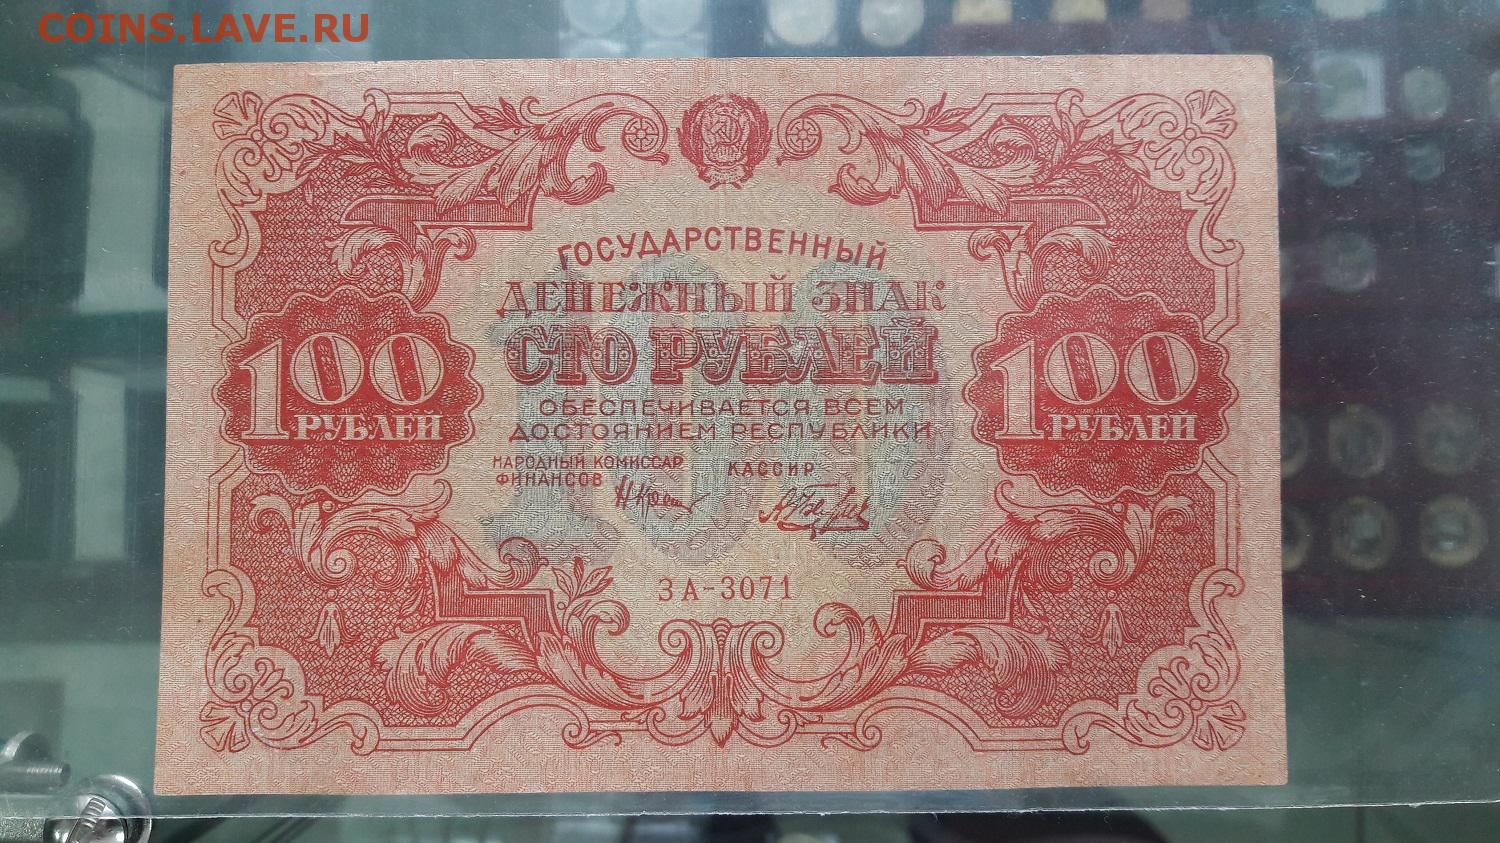 COINS.LAVE.RU
ГОСУДАРСТВЕННЫЙ
ДЕНЕЖНЫЙ ЗНАК
СТО РУБЛЕЙ
100
РУБЛЕЙ
100
РУБЛЕЙ
ОБЕСПЕЧИВАЕТСЯ ВСЕМ
ДОСТОЯНИЕМ РЕСПУБЛИКИ
НАРОДНЫЙ КОМИССАР
ФИНАНСОВ
КАССИР
100
ЗА-3071